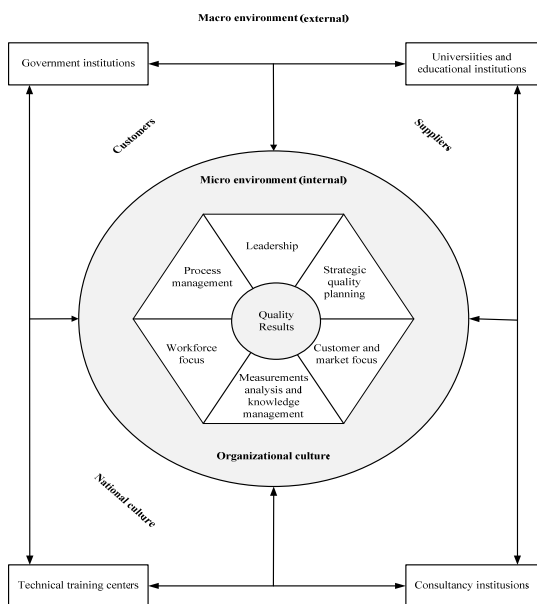 Macro environment (external)
Government institutions
Universiities and
educational institutions
Customers
Suppliers
Micro environment (internal)
Leadership
Process
management
Strategic
quality
planning
Quality
Results
Workforce
focus
Customer and
market focus
Measurements
analysis and
knowledge
management
Organizational culture
National culture
Technical training centers
Consultancy institusions